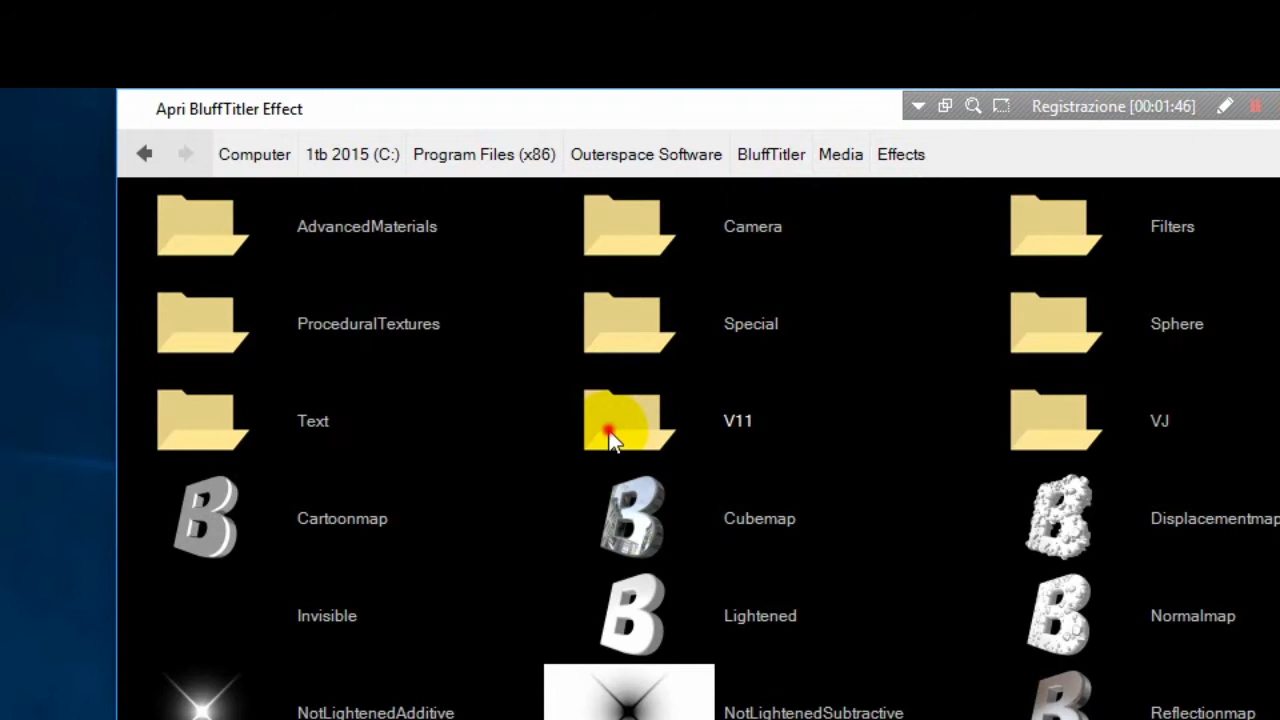 Apri BluffTitler Effect
Registrazione [00:01:46]
Computer 1tb 2015 (C:) Program Files (x86) Outerspace Software BluffTitler Media Effects
AdvancedMaterials Camera Filters
ProceduralTextures Special Sphere
Text V11 VJ
Cartoonmap Cubemap Displacementmap
Invisible Lightened Normalmap
NotLightenedAdditive NotLightenedSubtractive Reflectionmap